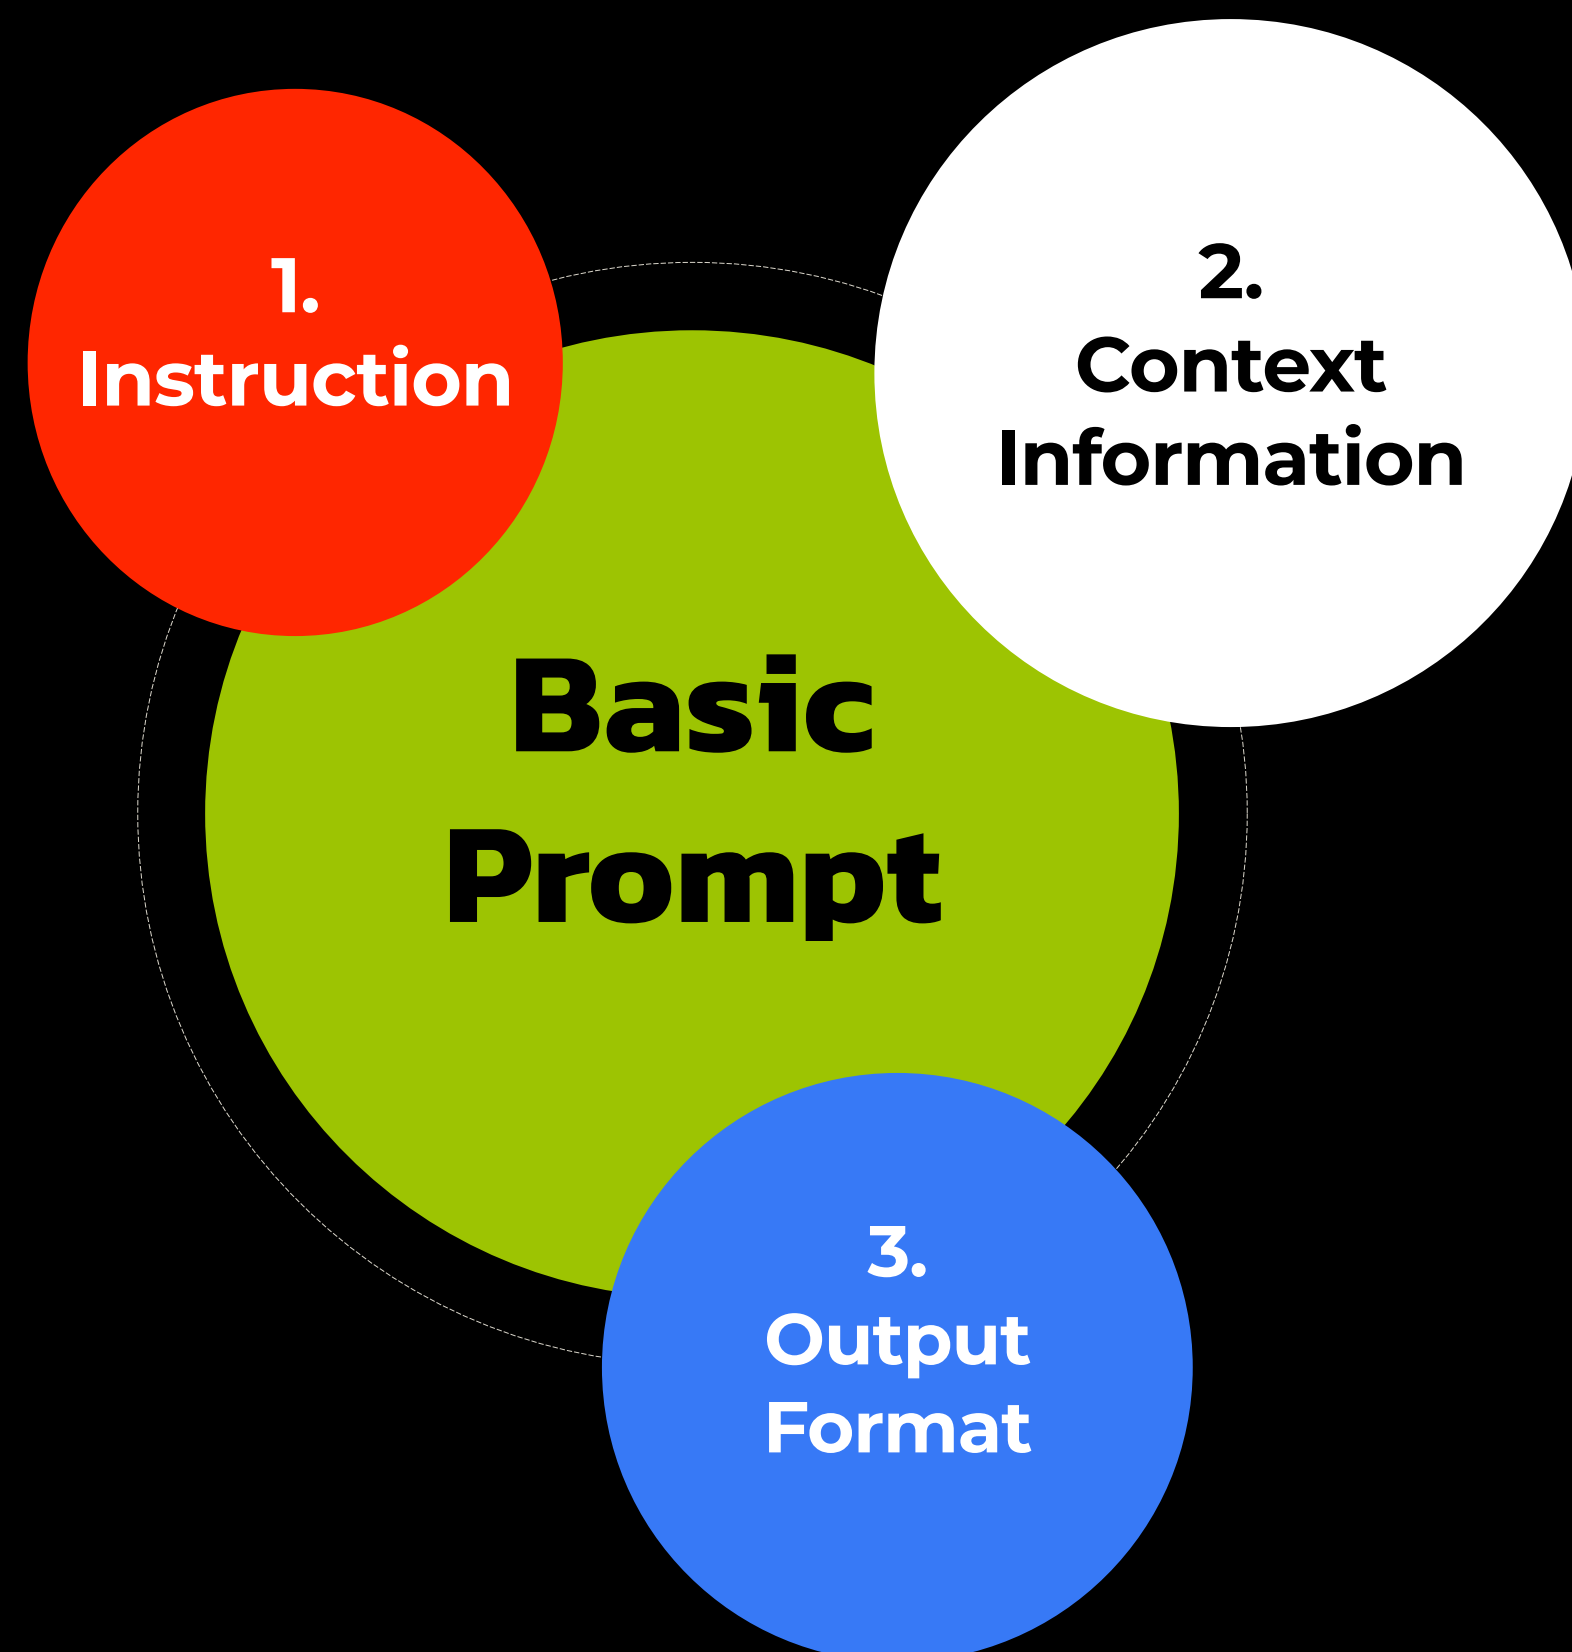 1.
Instruction
2.
Context
Information
Basic
Prompt
3.
Output
Format